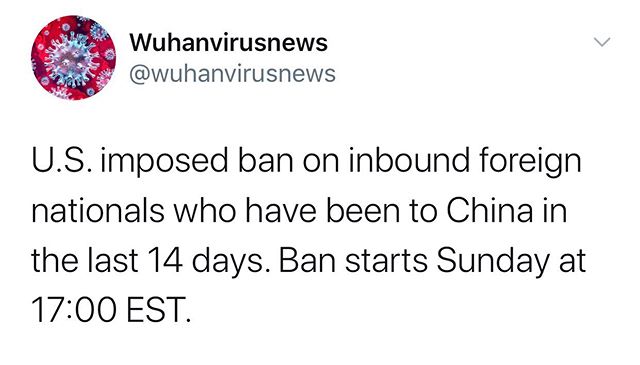 Wuhanvirusnews
@wuhanvirusnews
U.S. imposed ban on inbound foreign
nationals who have been to China in
the last 14 days. Ban starts Sunday at
17:00 EST.